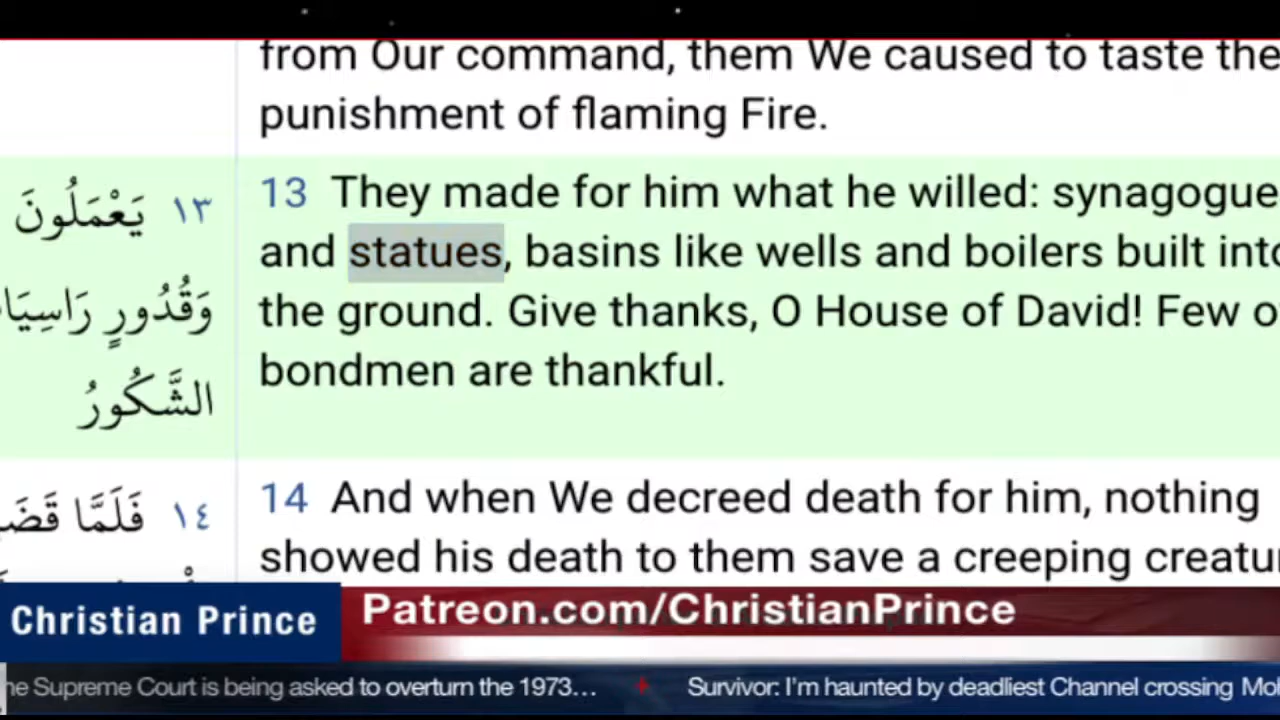 from Our command, them We caused to taste the
punishment of flaming Fire.
١٣ يَعْمَلُونَ
وَقُدُورٍ رَاسِيَا
الشَّكُورُ
13 They made for him what he willed: synagogue
and statues, basins like wells and boilers built into
the ground. Give thanks, O House of David! Few o
bondmen are thankful.
١٤ فَلَمَّا قَضَي
14 And when We decreed death for him, nothing
showed his death to them save a creeping creatu
Christian Prince
Patreon.com/ChristianPrince
he Supreme Court is being asked to overturn the 1973...
Survivor: I'm haunted by deadliest Channel crossing Moh